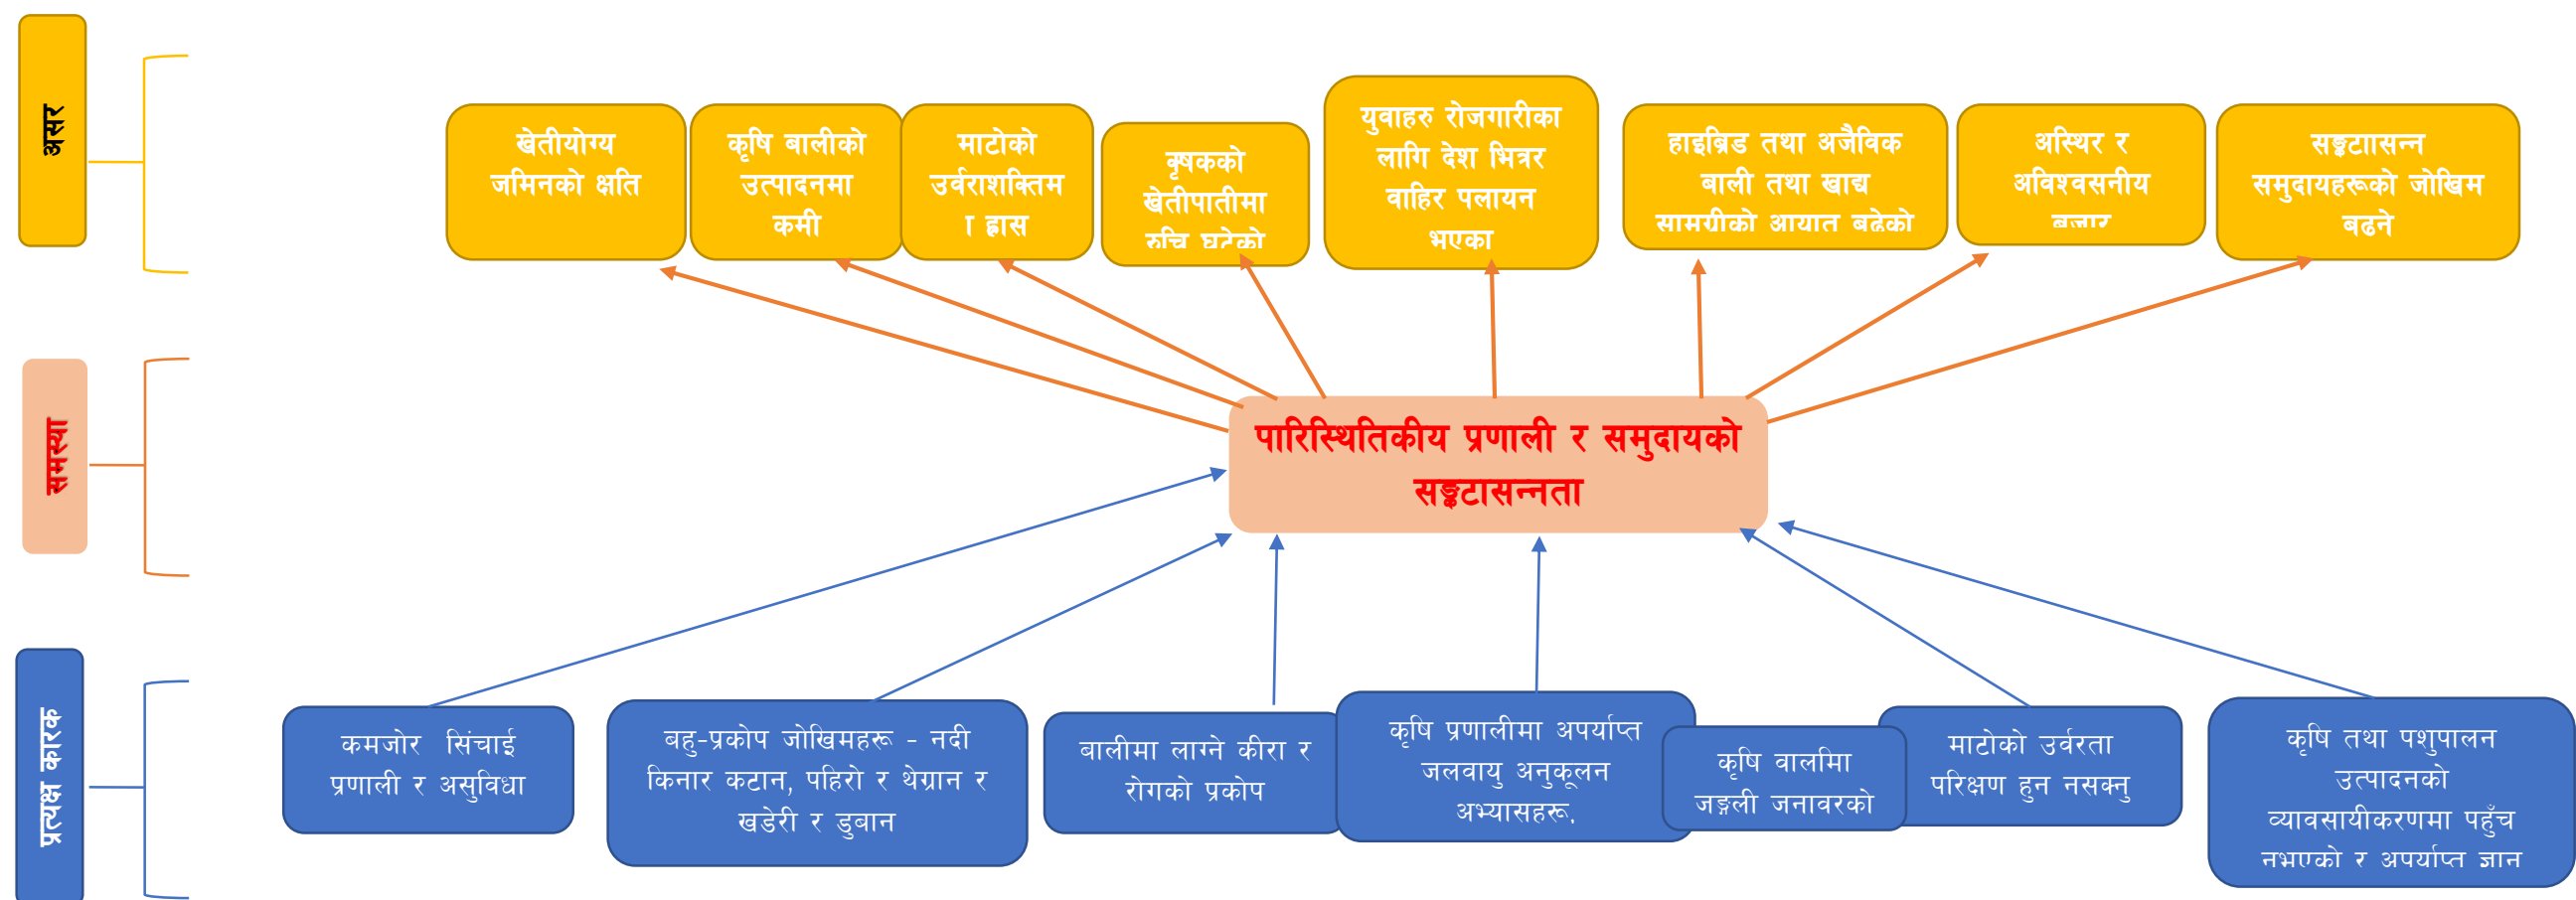 असर
खेतीयोग्य
जमिनको क्षति
कृषि बालीको
उत्पादनमा
कमी
माटोको
उर्वराशक्तिम
ा ह्रास
कृषकको
खेतीपातीमा
रुचि घटेको
युवाहरु रोजगारीका
लागि देश भित्रर
वाहिर पलायन
भएका
हाइब्रिड तथा अजैविक
बाली तथा खाद्य
सामग्रीको आयात बढेको
अस्थिर र
अविश्वसनीय
बजार
सङ्कटाासन्न
समुदायहरूको जोखिम
बढने
समस्या
पारिस्थितिकीय प्रणाली र समुदायको
सङ्कटासन्नता
प्रत्यक्ष कारक
कमजोर सिंचाई
प्रणाली र असुविधा
बहु-प्रकोप जोखिमहरू - नदी
किनार कटान, पहिरो र थेग्रान र
खडेरी र डुबान
बालीमा लाग्ने कीरा र
रोगको प्रकोप
कृषि प्रणालीमा अपर्याप्त
जलवायु अनुकूलन
अभ्यासहरू.
कृषि वालीमा
जङ्गली जनावरको
माटोको उर्वरता
परिक्षण हुन नसक्नु
कृषि तथा पशुपालन
उत्पादनको
व्यावसायीकरणमा पहुँच
नभएको र अपर्याप्त ज्ञान